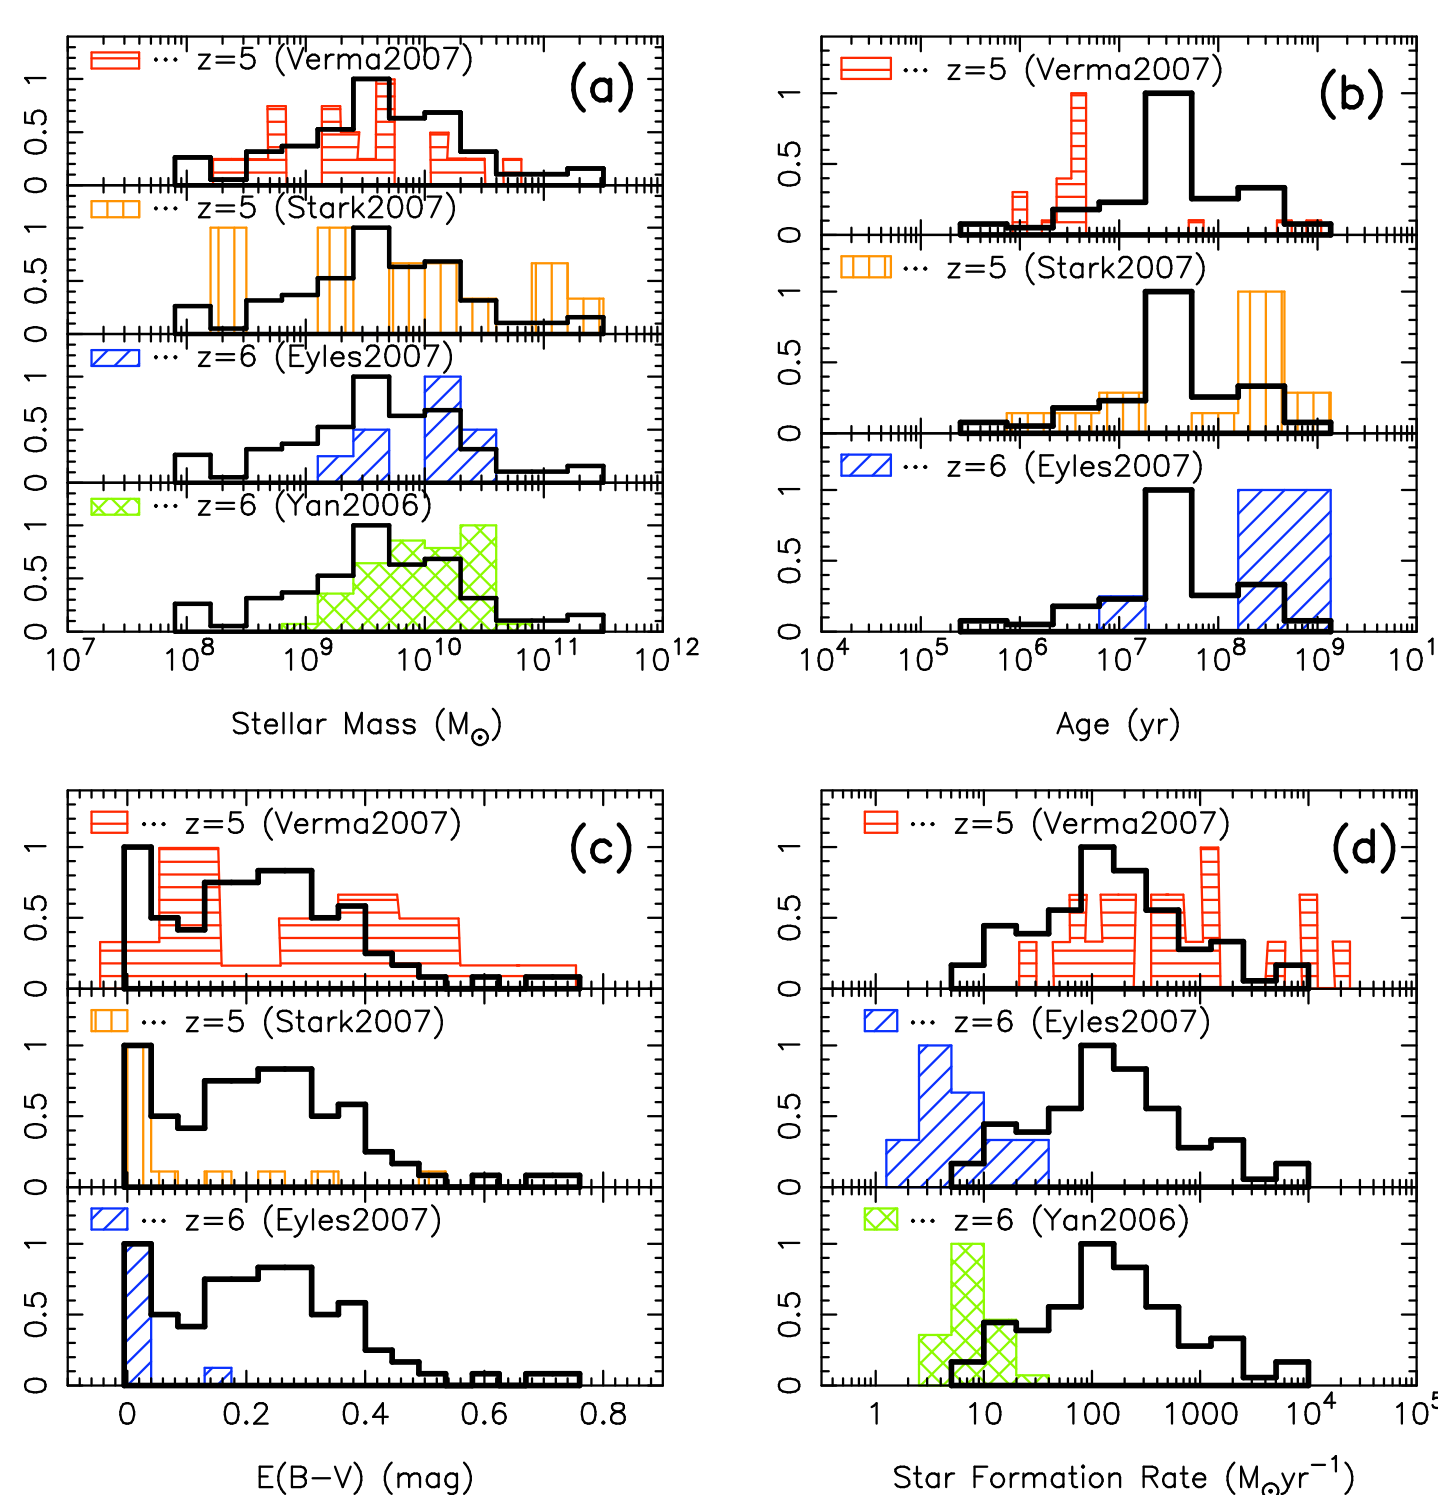 (a)
··· z=5 (Verma2007)
1
0.5
0
··· z=5 (Stark2007)
1
0.5
0
··· z=6 (Eyles2007)
1
0.5
0
··· z=6 (Yan2006)
1
0.5
0
10^7 10^8 10^9 10^10 10^11 10^12
Stellar Mass (M⊙)
(b)
··· z=5 (Verma2007)
1
0.5
0
··· z=5 (Stark2007)
1
0.5
0
··· z=6 (Eyles2007)
1
0.5
0
10^4 10^5 10^6 10^7 10^8 10^9 10^1
Age (yr)
(c)
··· z=5 (Verma2007)
1
0.5
0
··· z=5 (Stark2007)
1
0.5
0
··· z=6 (Eyles2007)
1
0.5
0
0 0.2 0.4 0.6 0.8
E(B−V) (mag)
(d)
··· z=5 (Verma2007)
1
0.5
0
··· z=6 (Eyles2007)
1
0.5
0
··· z=6 (Yan2006)
1
0.5
0
1 10 100 1000 10^4 10^5
Star Formation Rate (M⊙yr^−1)